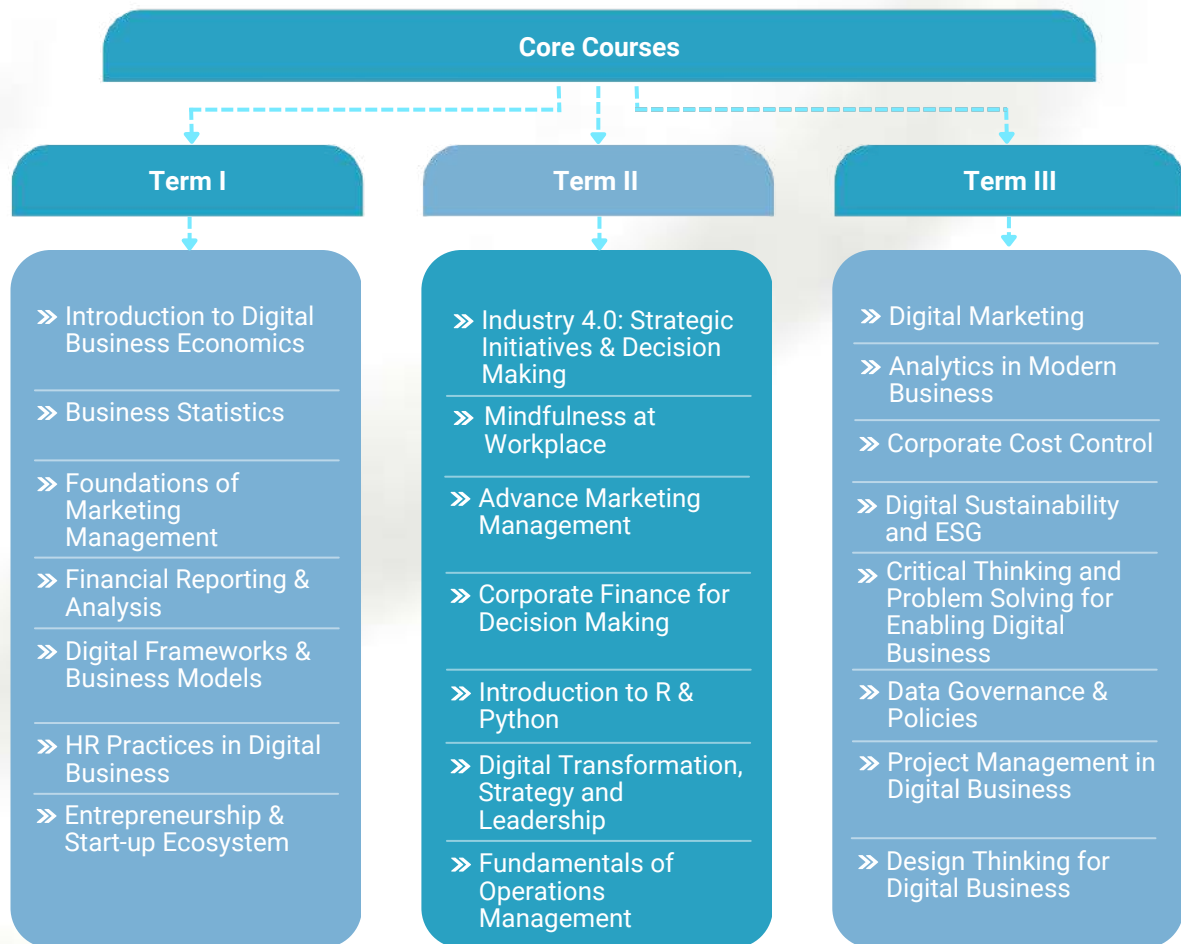 Core Courses
Term I
Introduction to Digital
Business Economics
Business Statistics
Foundations of
Marketing
Management
Financial Reporting &
Analysis
Digital Frameworks &
Business Models
HR Practices in Digital
Business
Entrepreneurship &
Start-up Ecosystem
Term II
Industry 4.0: Strategic
Initiatives & Decision
Making
Mindfulness at
Workplace
Advance Marketing
Management
Corporate Finance for
Decision Making
Introduction to R &
Python
Digital Transformation,
Strategy and
Leadership
Fundamentals of
Operations
Management
Term III
Digital Marketing
Analytics in Modern
Business
Corporate Cost Control
Digital Sustainability
and ESG
Critical Thinking and
Problem Solving for
Enabling Digital
Business
Data Governance &
Policies
Project Management in
Digital Business
Design Thinking for
Digital Business